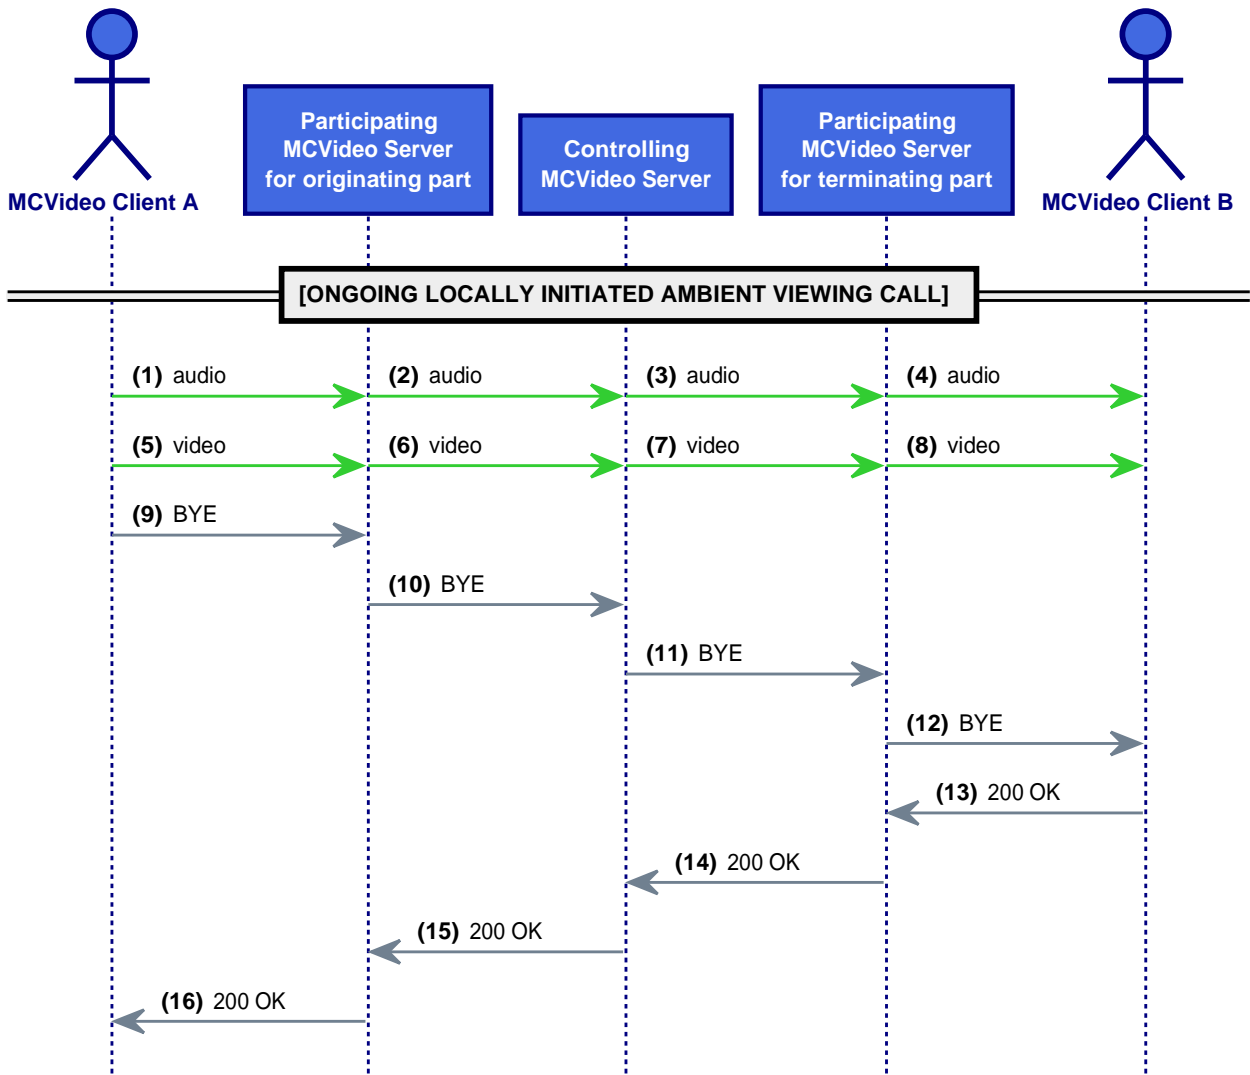 Participating
MCVideo Server
for originating part
Controlling
MCVideo Server
Participating
MCVideo Server
for terminating part
MCVideo Client A
MCVideo Client B
[ONGOING LOCALLY INITIATED AMBIENT VIEWING CALL]
(1) audio
(2) audio
(3) audio
(4) audio
(5) video
(6) video
(7) video
(8) video
(9) BYE
(10) BYE
(11) BYE
(12) BYE
(13) 200 OK
(14) 200 OK
(15) 200 OK
(16) 200 OK